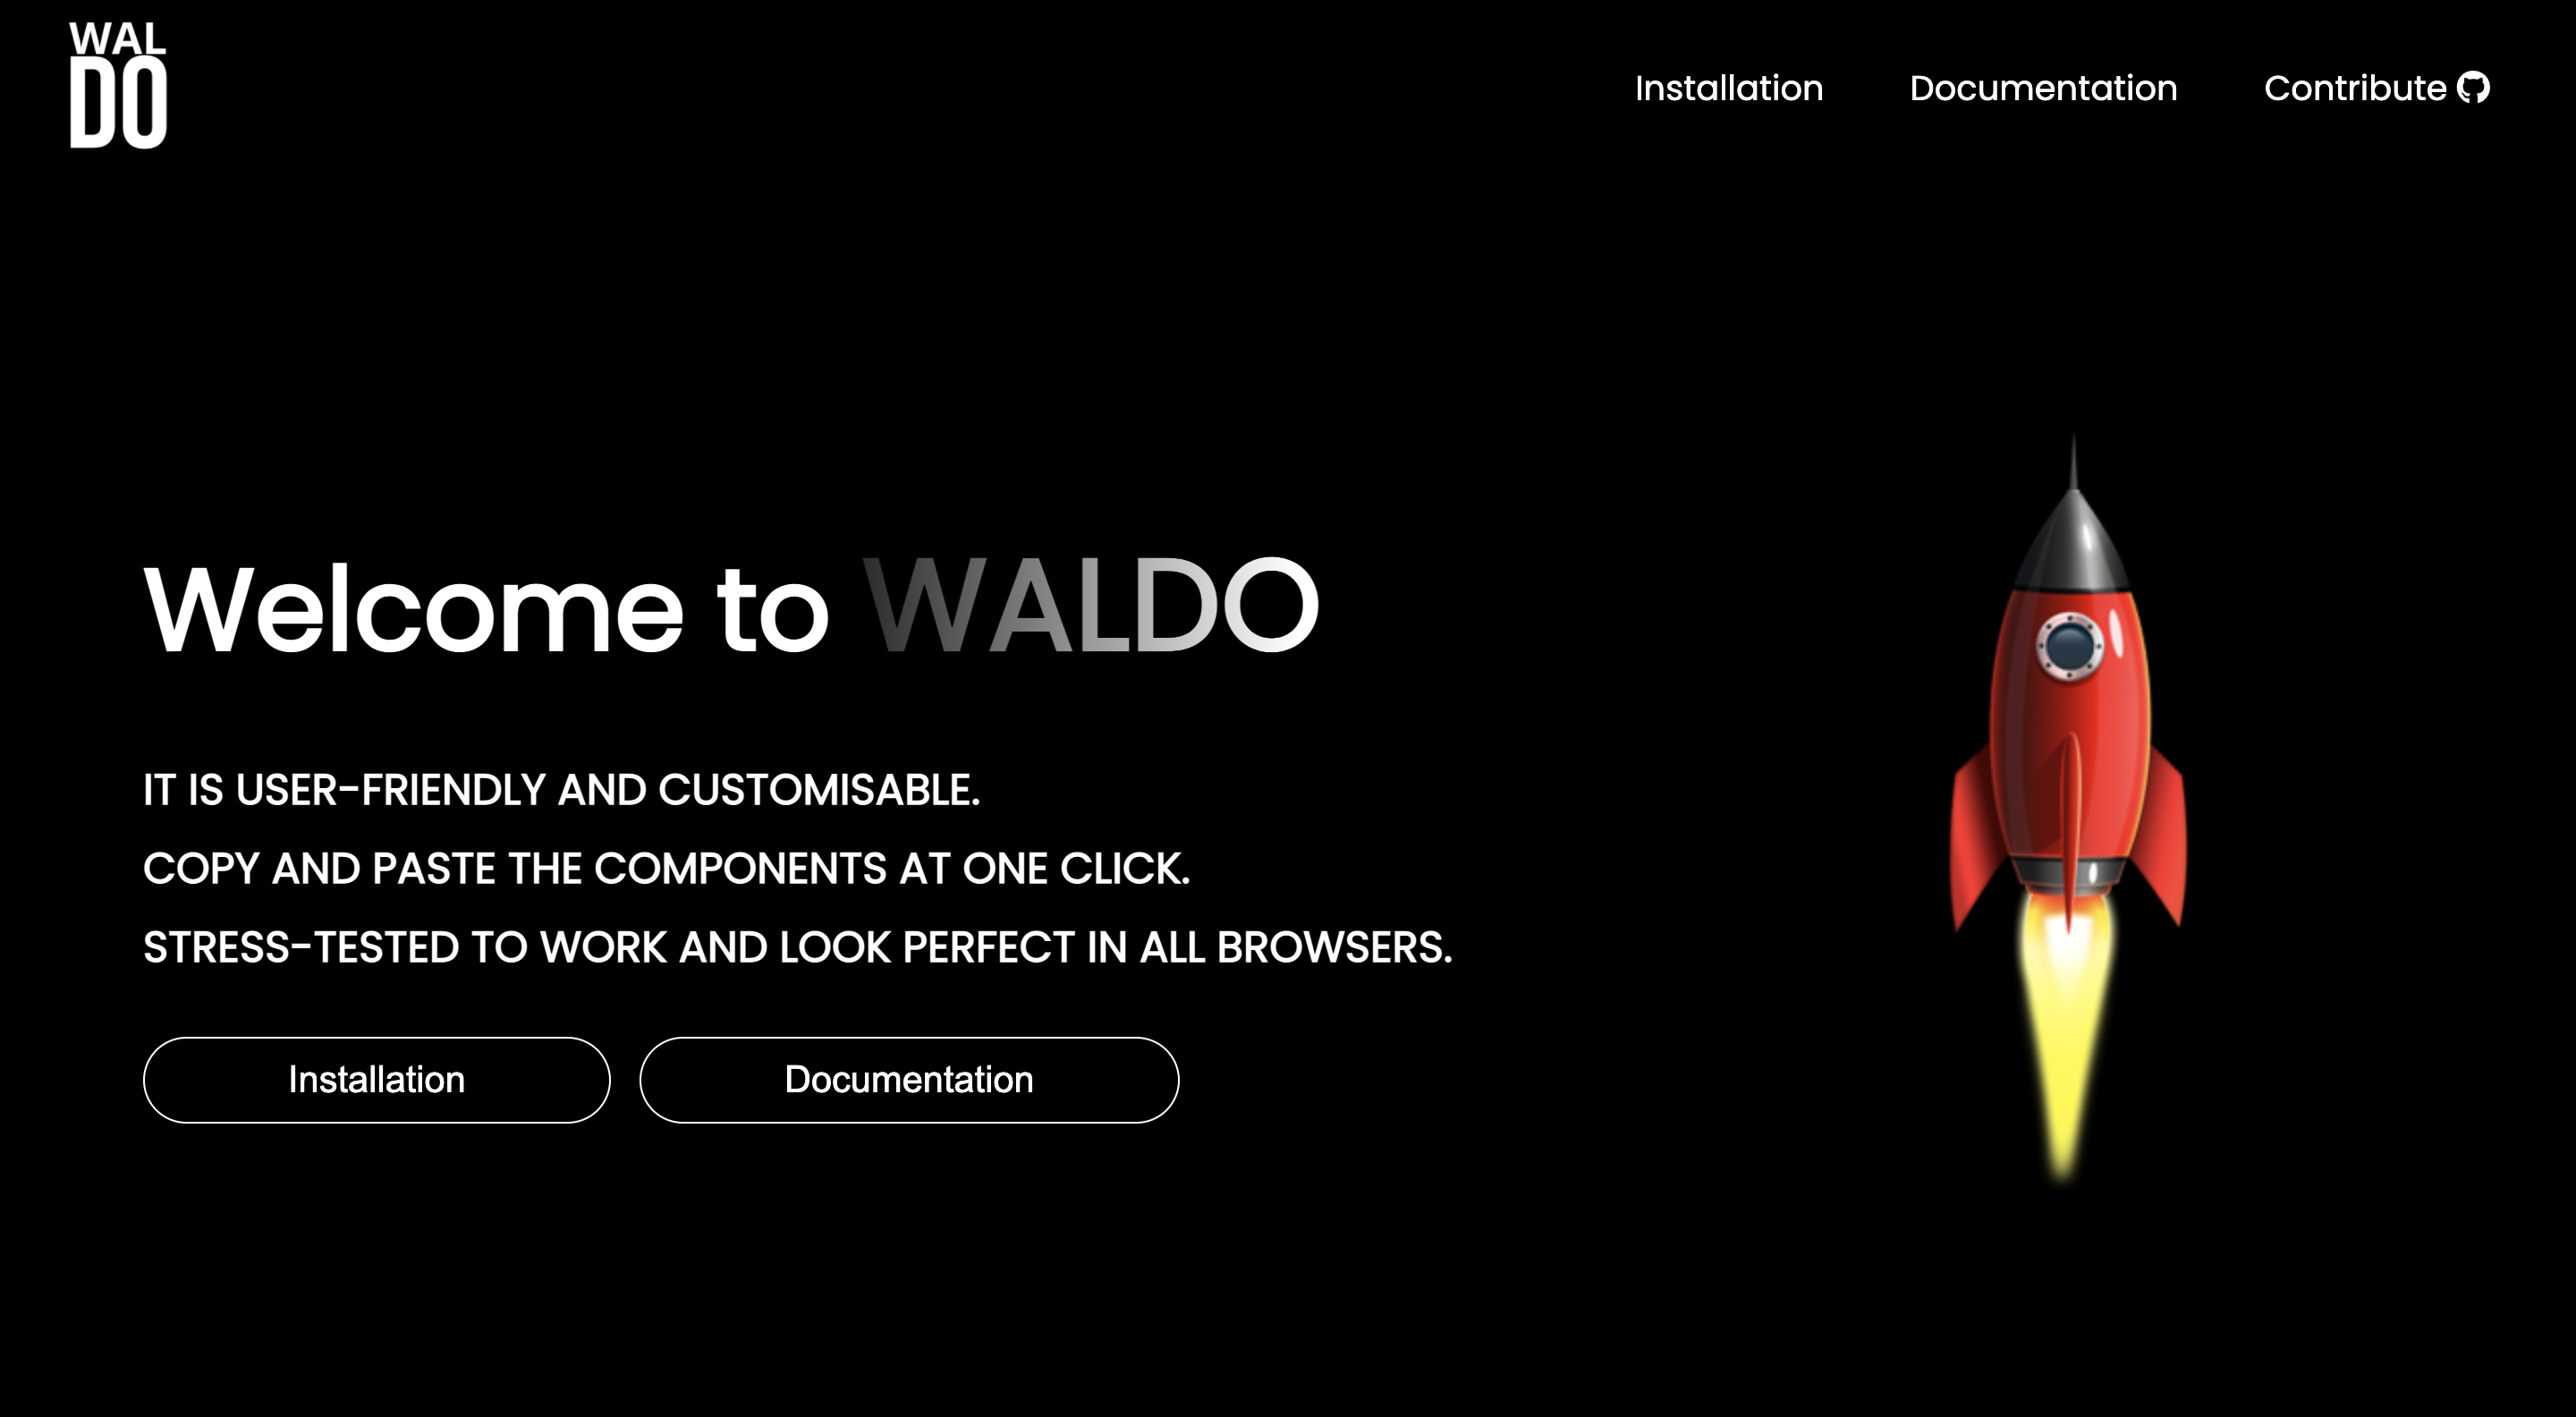 WAL
DO
Installation Documentation Contribute
Welcome to WALDO
IT IS USER-FRIENDLY AND CUSTOMISABLE.
COPY AND PASTE THE COMPONENTS AT ONE CLICK.
STRESS-TESTED TO WORK AND LOOK PERFECT IN ALL BROWSERS.
Installation Documentation